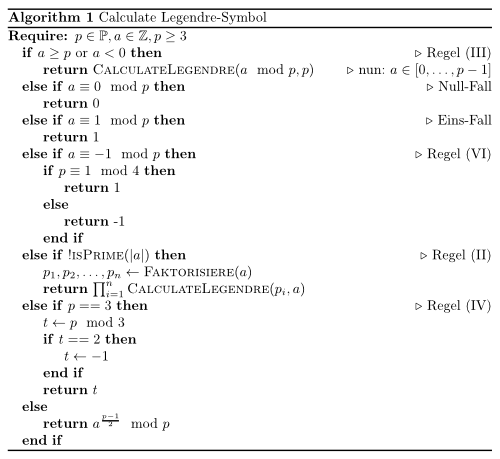 Algorithm 1 Calculate Legendre-Symbol
Require: p ∈ ℙ, a ∈ ℤ, p ≥ 3
if a ≥ p or a < 0 then ▷ Regel (III)
return CALCULATELEGENDRE(a mod p, p) ▷ nun: a ∈ [0, . . . , p − 1]
else if a ≡ 0 mod p then ▷ Null-Fall
return 0
else if a ≡ 1 mod p then ▷ Eins-Fall
return 1
else if a ≡ −1 mod p then ▷ Regel (VI)
if p ≡ 1 mod 4 then
return 1
else
return -1
end if
else if !ISPRIME(|a|) then ▷ Regel (II)
p₁, p₂, . . . , pₙ ← FAKTORISIERE(a)
return ∏ⁿᵢ₌₁ CALCULATELEGENDRE(pᵢ, a)
else if p == 3 then ▷ Regel (IV)
t ← p mod 3
if t == 2 then
t ← −1
end if
return t
else
return a^((p−1)/2) mod p
end if